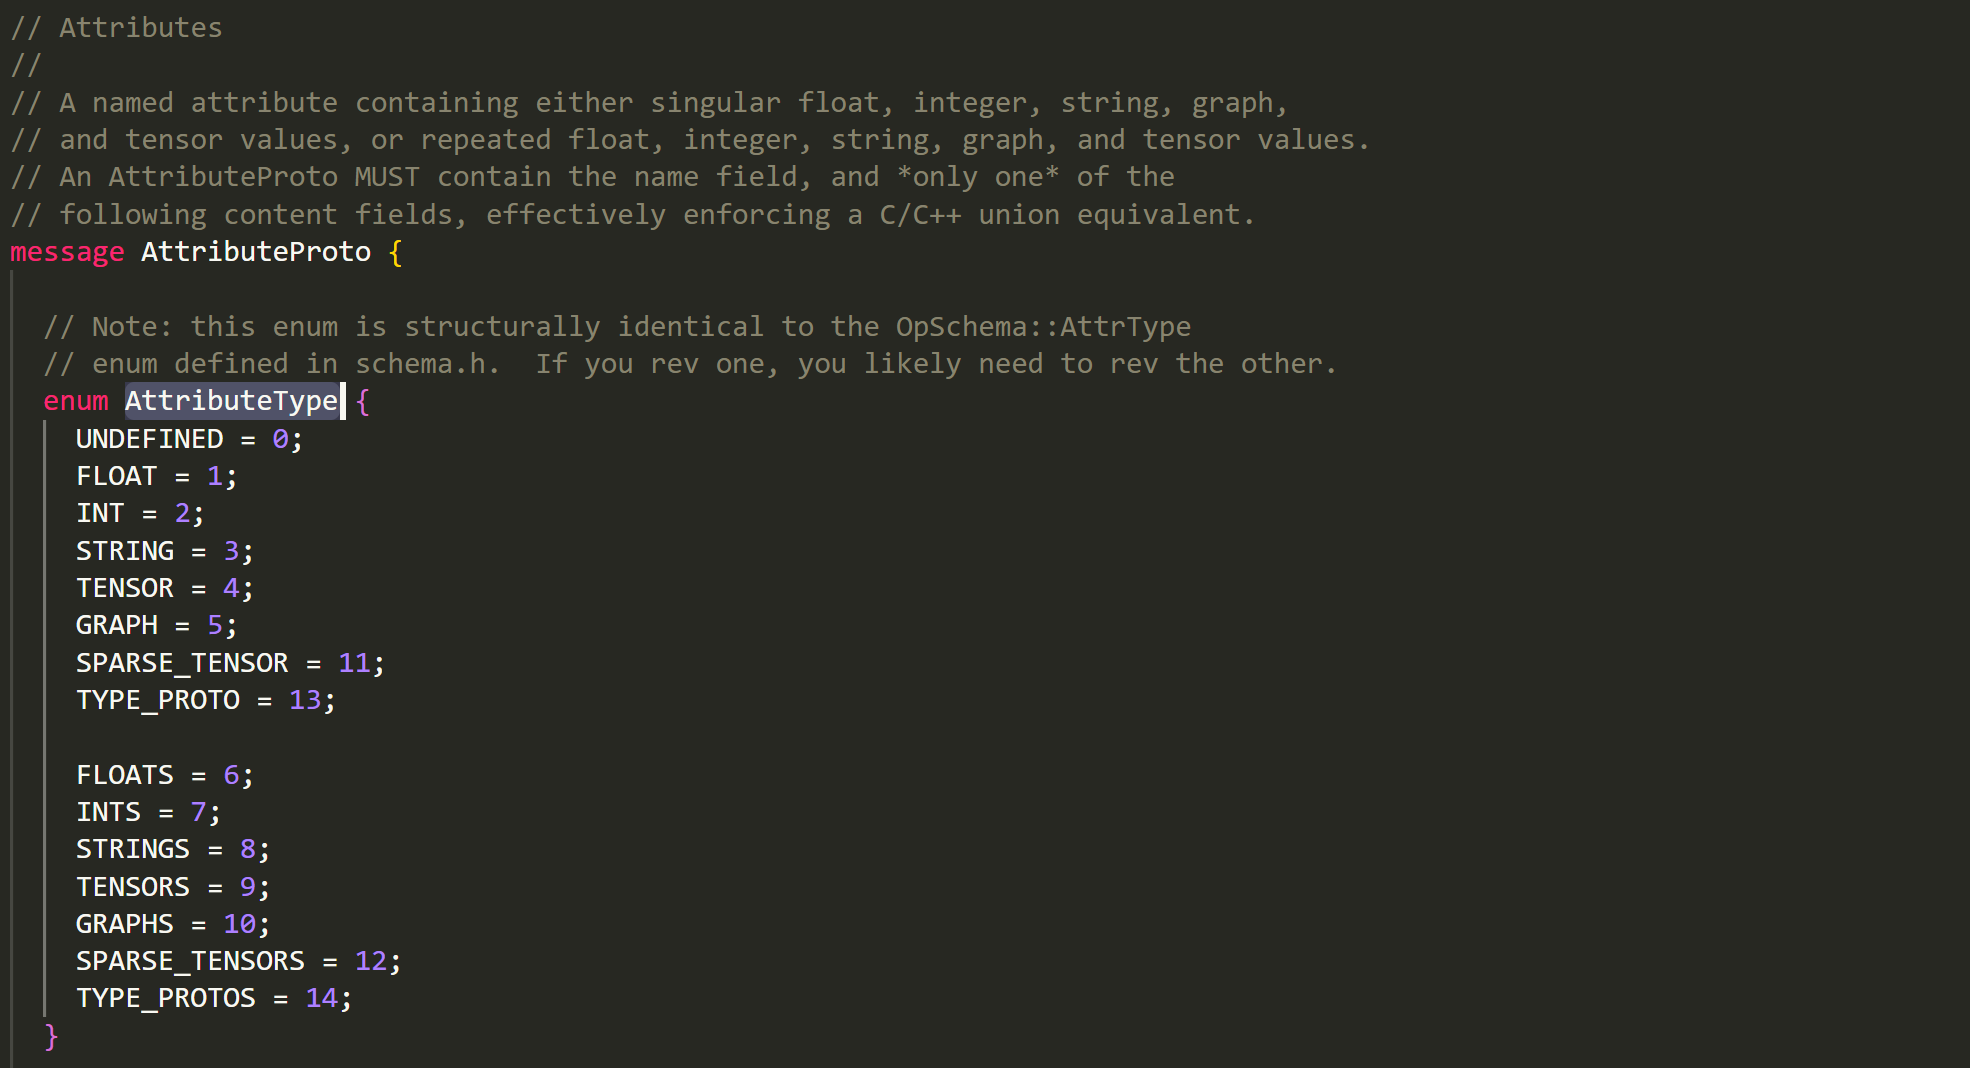 // Attributes
//
// A named attribute containing either singular float, integer, string, graph,
// and tensor values, or repeated float, integer, string, graph, and tensor values.
// An AttributeProto MUST contain the name field, and *only one* of the
// following content fields, effectively enforcing a C/C++ union equivalent.
message AttributeProto {
// Note: this enum is structurally identical to the OpSchema::AttrType
// enum defined in schema.h.  If you rev one, you likely need to rev the other.
enum AttributeType {
UNDEFINED = 0;
FLOAT = 1;
INT = 2;
STRING = 3;
TENSOR = 4;
GRAPH = 5;
SPARSE_TENSOR = 11;
TYPE_PROTO = 13;
FLOATS = 6;
INTS = 7;
STRINGS = 8;
TENSORS = 9;
GRAPHS = 10;
SPARSE_TENSORS = 12;
TYPE_PROTOS = 14;
}